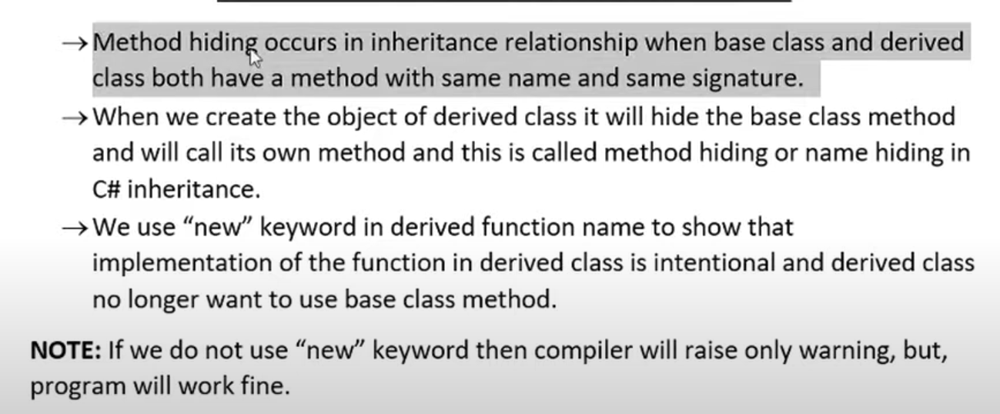 → Method hiding occurs in inheritance relationship when base class and derived
class both have a method with same name and same signature.
→ When we create the object of derived class it will hide the base class method
and will call its own method and this is called method hiding or name hiding in
C# inheritance.
→ We use “new” keyword in derived function name to show that
implementation of the function in derived class is intentional and derived class
no longer want to use base class method.
NOTE: If we do not use “new” keyword then compiler will raise only warning, but,
program will work fine.